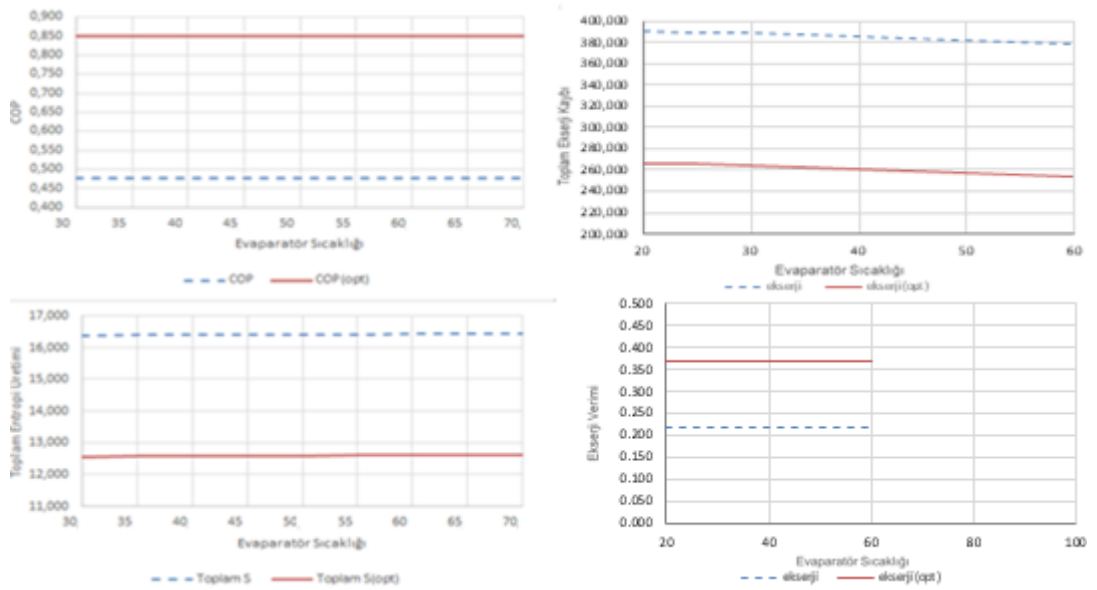 COP
0,900
0,850
0,800
0,750
0,700
0,650
0,600
0,550
0,500
0,450
0,400
30 35 40 45 50 55 60 65 70,
Evaparatör Sıcaklığı
COP COP(opt)
Toplam Ekserji Kaybı
400,000
380,000
360,000
340,000
320,000
300,000
280,000
260,000
240,000
220,000
200,000
20 30 40 50 60
Evaparatör Sıcaklığı
ekserji ekserji(opt)
Toplam Entropi Üretimi
17,000
16,000
15,000
14,000
13,000
12,000
11,000
30, 35 40 45 50, 55 60 65 70,
Evaparatör Sıcaklığı
Toplam S Toplam S(opt)
Ekserji Verimi
0.500
0.450
0.400
0.350
0.300
0.250
0.200
0.150
0.100
0.050
0.000
20 40 60 80 100
Evaparatör Sıcaklığı
ekserji ekserji(opt)